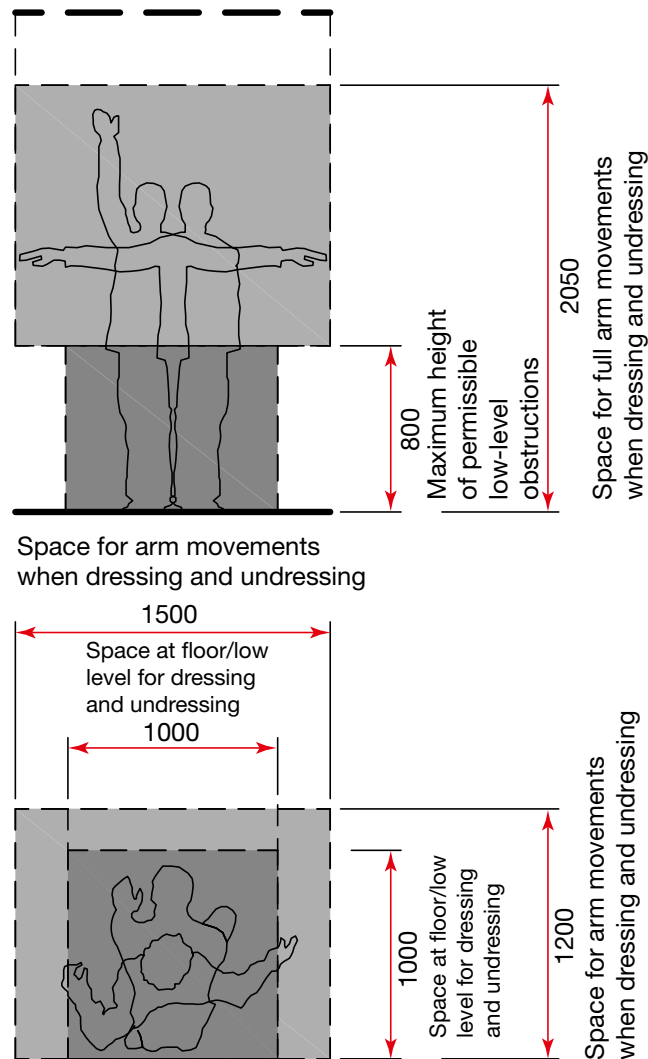 2050
Space for full arm movements
when dressing and undressing
800
Maximum height
of permissible
low-level
obstructions
Space for arm movements
when dressing and undressing
1500
Space at floor/low
level for dressing
and undressing
1000
1000
Space at floor/low
level for dressing
and undressing
1200
Space for arm movements
when dressing and undressing